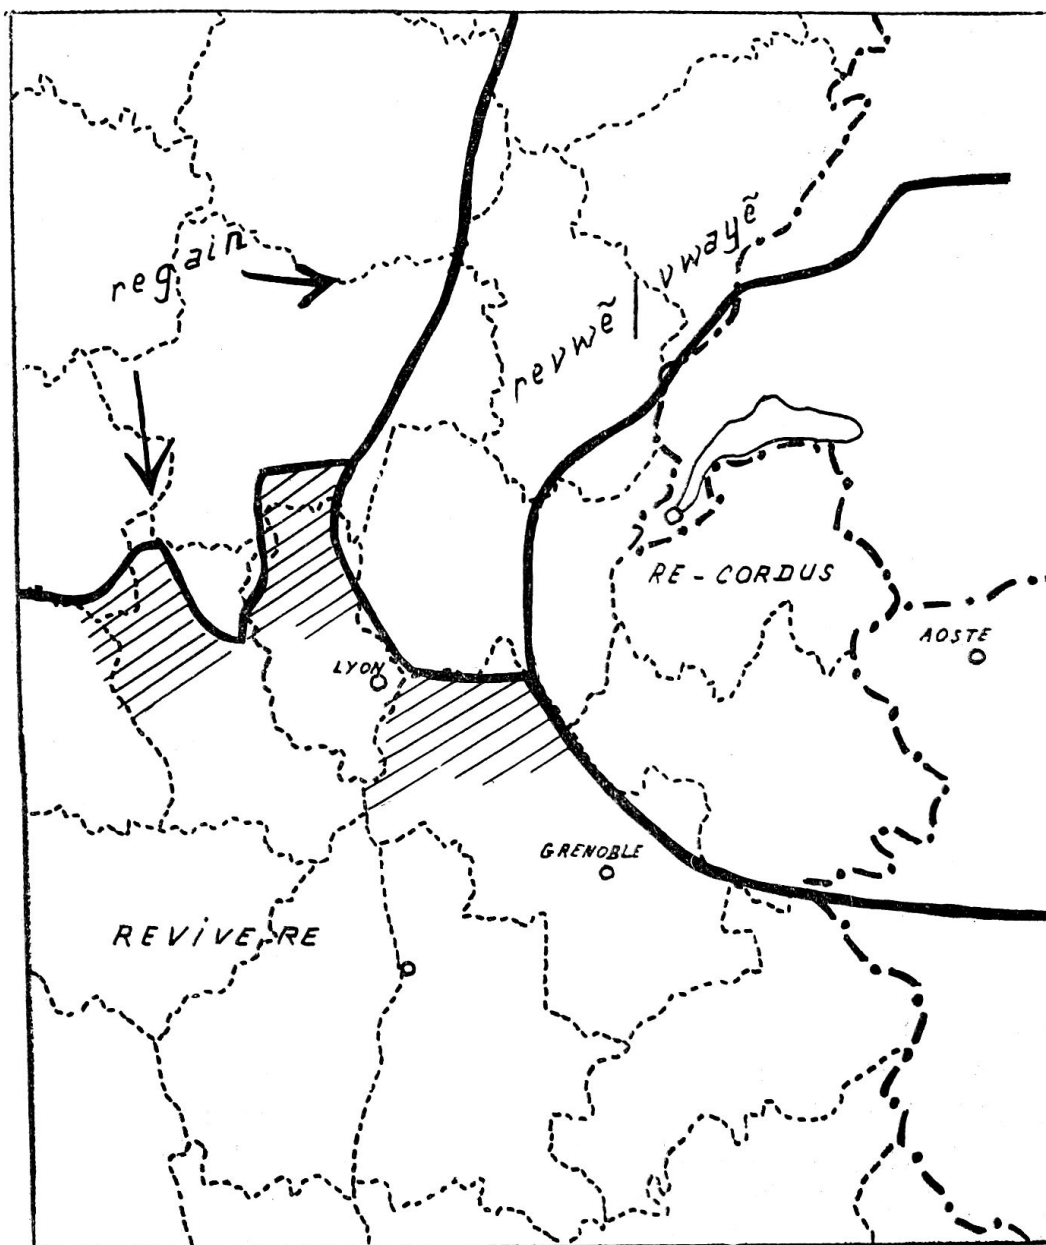 regain
revwẽ | vwayẽ
RE-CORDUS
AOSTE
LYON
GRENOBLE
REVIVERE